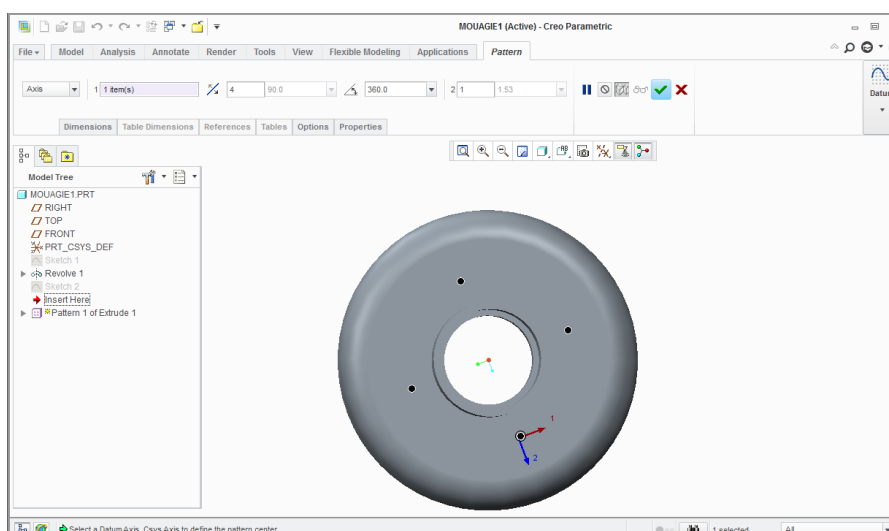 MOUAGIE1 (Active) - Creo Parametric
File Model Analysis Annotate Render Tools View Flexible Modeling Applications Pattern
Axis 1 1 item(s) 4 90.0 360.0 2 1 1.53
Datum
Dimensions Table Dimensions References Tables Options Properties
Model Tree
MOUAGIE1.PRT
RIGHT
TOP
FRONT
PRT_CSYS_DEF
Sketch 1
Revolve 1
Sketch 2
Insert Here
Pattern 1 of Extrude 1
1
2
Select a Datum Axis, Csys Axis to define the pattern center.
1 selected All